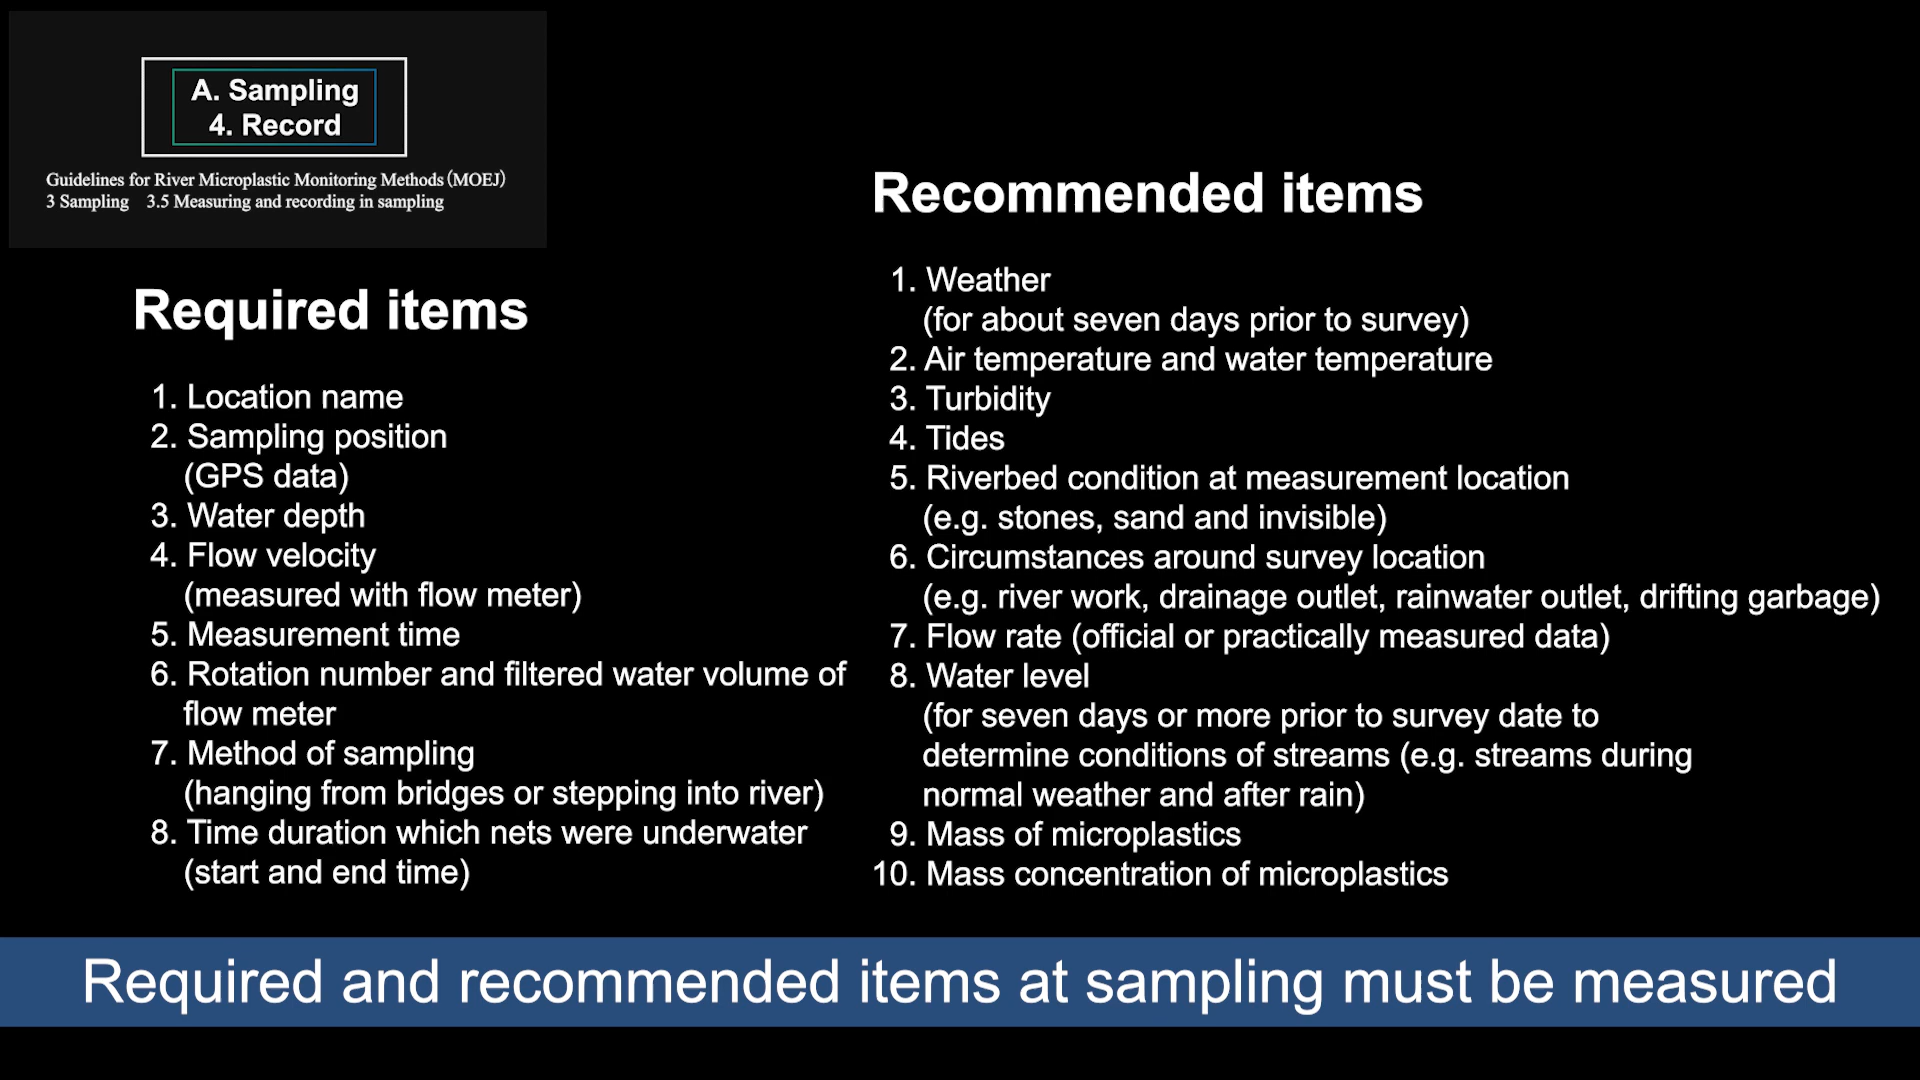 A. Sampling
4. Record
Guidelines for River Microplastic Monitoring Methods (MOEJ)
3 Sampling 3.5 Measuring and recording in sampling
Required items
1. Location name
2. Sampling position
(GPS data)
3. Water depth
4. Flow velocity
(measured with flow meter)
5. Measurement time
6. Rotation number and filtered water volume of
flow meter
7. Method of sampling
(hanging from bridges or stepping into river)
8. Time duration which nets were underwater
(start and end time)
Recommended items
1. Weather
(for about seven days prior to survey)
2. Air temperature and water temperature
3. Turbidity
4. Tides
5. Riverbed condition at measurement location
(e.g. stones, sand and invisible)
6. Circumstances around survey location
(e.g. river work, drainage outlet, rainwater outlet, drifting garbage)
7. Flow rate (official or practically measured data)
8. Water level
(for seven days or more prior to survey date to
determine conditions of streams (e.g. streams during
normal weather and after rain)
9. Mass of microplastics
10. Mass concentration of microplastics
Required and recommended items at sampling must be measured